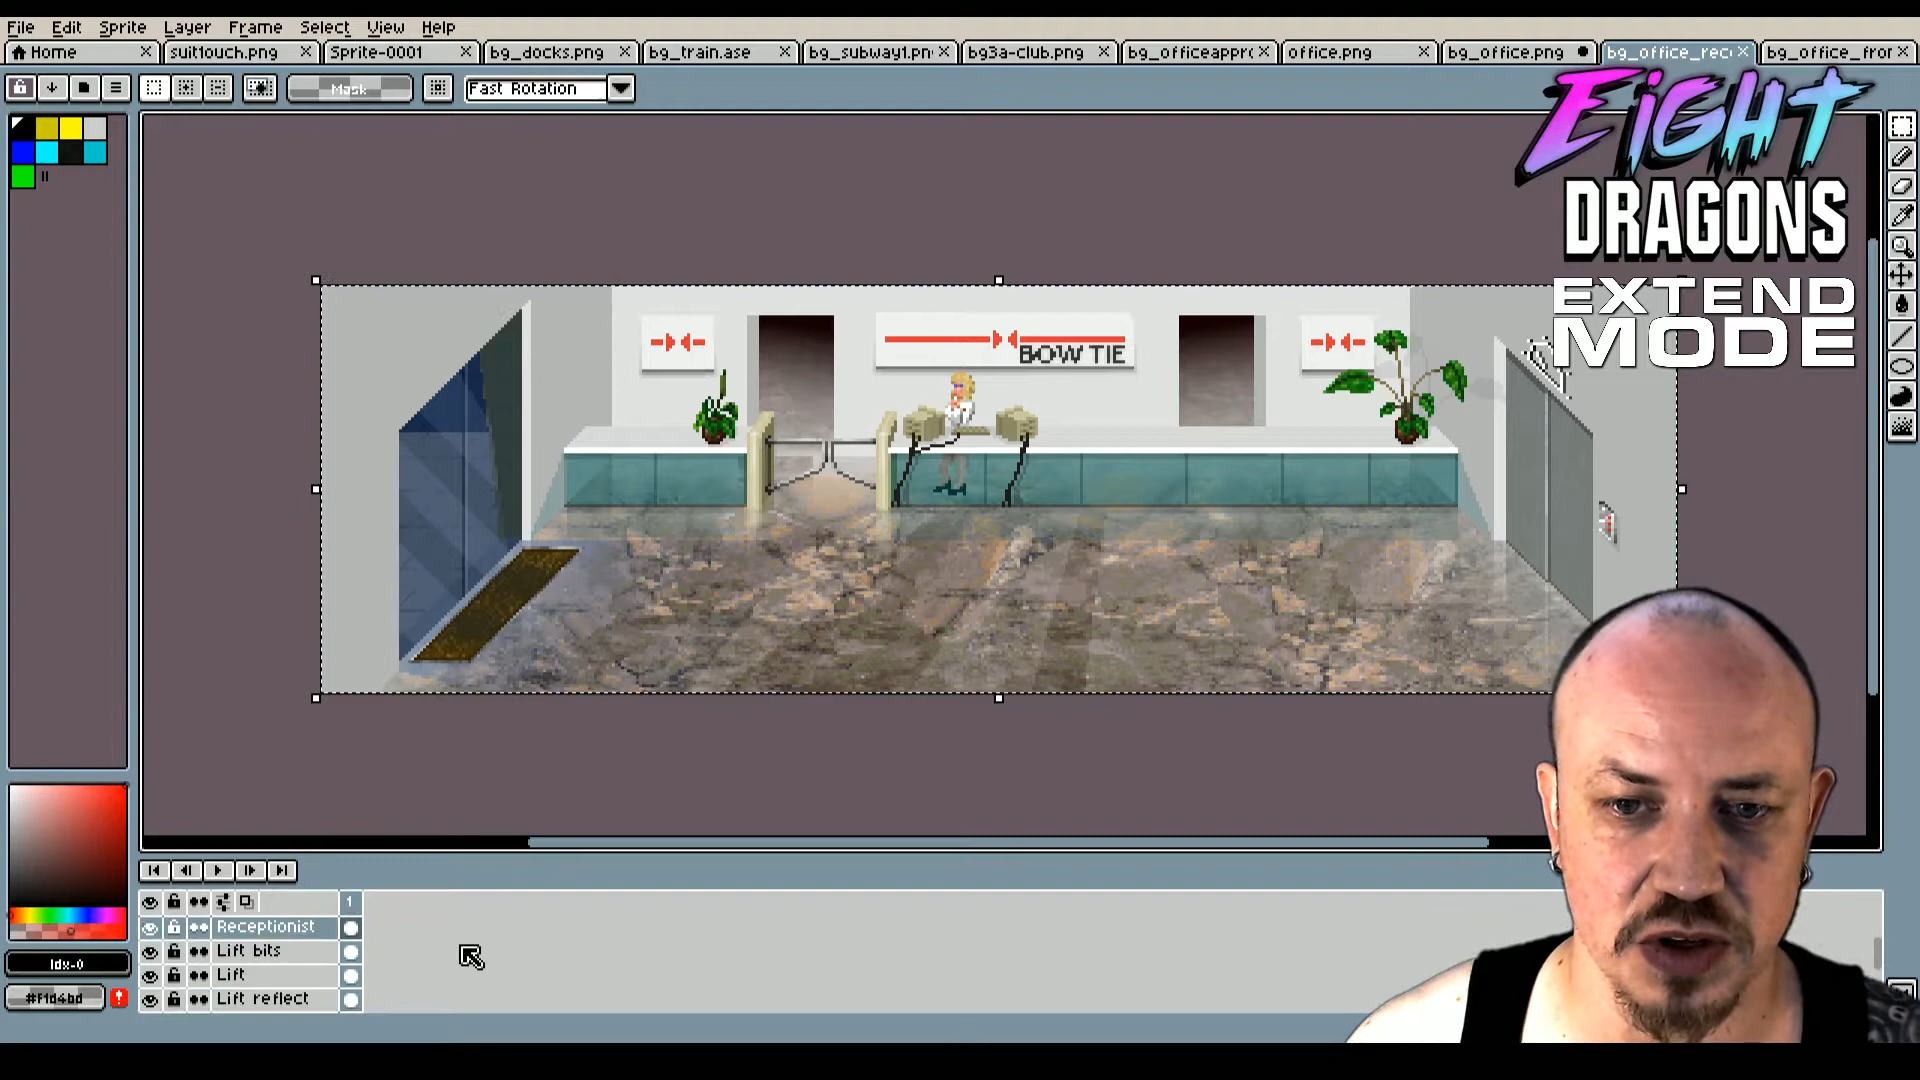 File Edit Sprite Layer Frame Select View Help
Home suit1ouch.png Sprite-0001 bg_docks.png bg_train.ase bg_subway1.pn bg3a-club.png bg_officeappr office.png bg_office.png bg_office_rec bg_office_fror
Mask Fast Rotation
EIGHT
DRAGONS
EXTEND
MODE
BOW TIE
1
Receptionist
Lift bits
Lift
Lift reflect
Idx-0
#f1d4bd